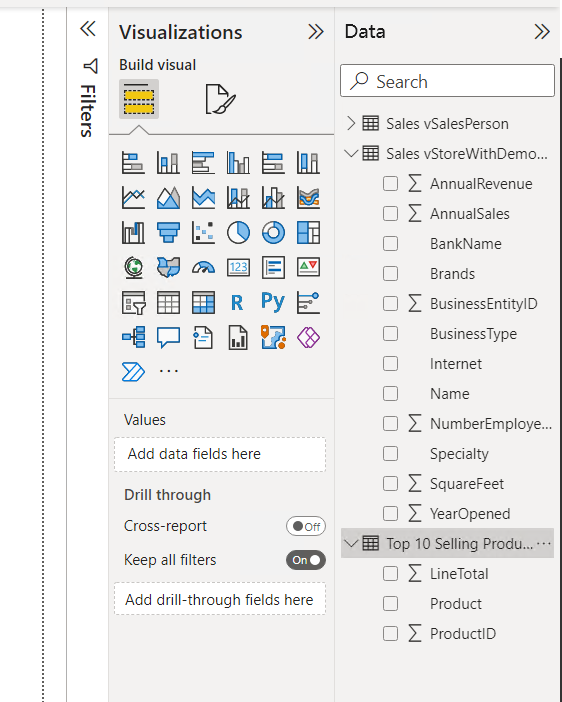 Filters
Visualizations
Build visual
123
R
Py
Values
Add data fields here
Drill through
Cross-report
Off
Keep all filters
On
Add drill-through fields here
Data
Search
Sales vSalesPerson
Sales vStoreWithDemo...
AnnualRevenue
AnnualSales
BankName
Brands
BusinessEntityID
BusinessType
Internet
Name
NumberEmploye...
Specialty
SquareFeet
YearOpened
Top 10 Selling Produ...
LineTotal
Product
ProductID